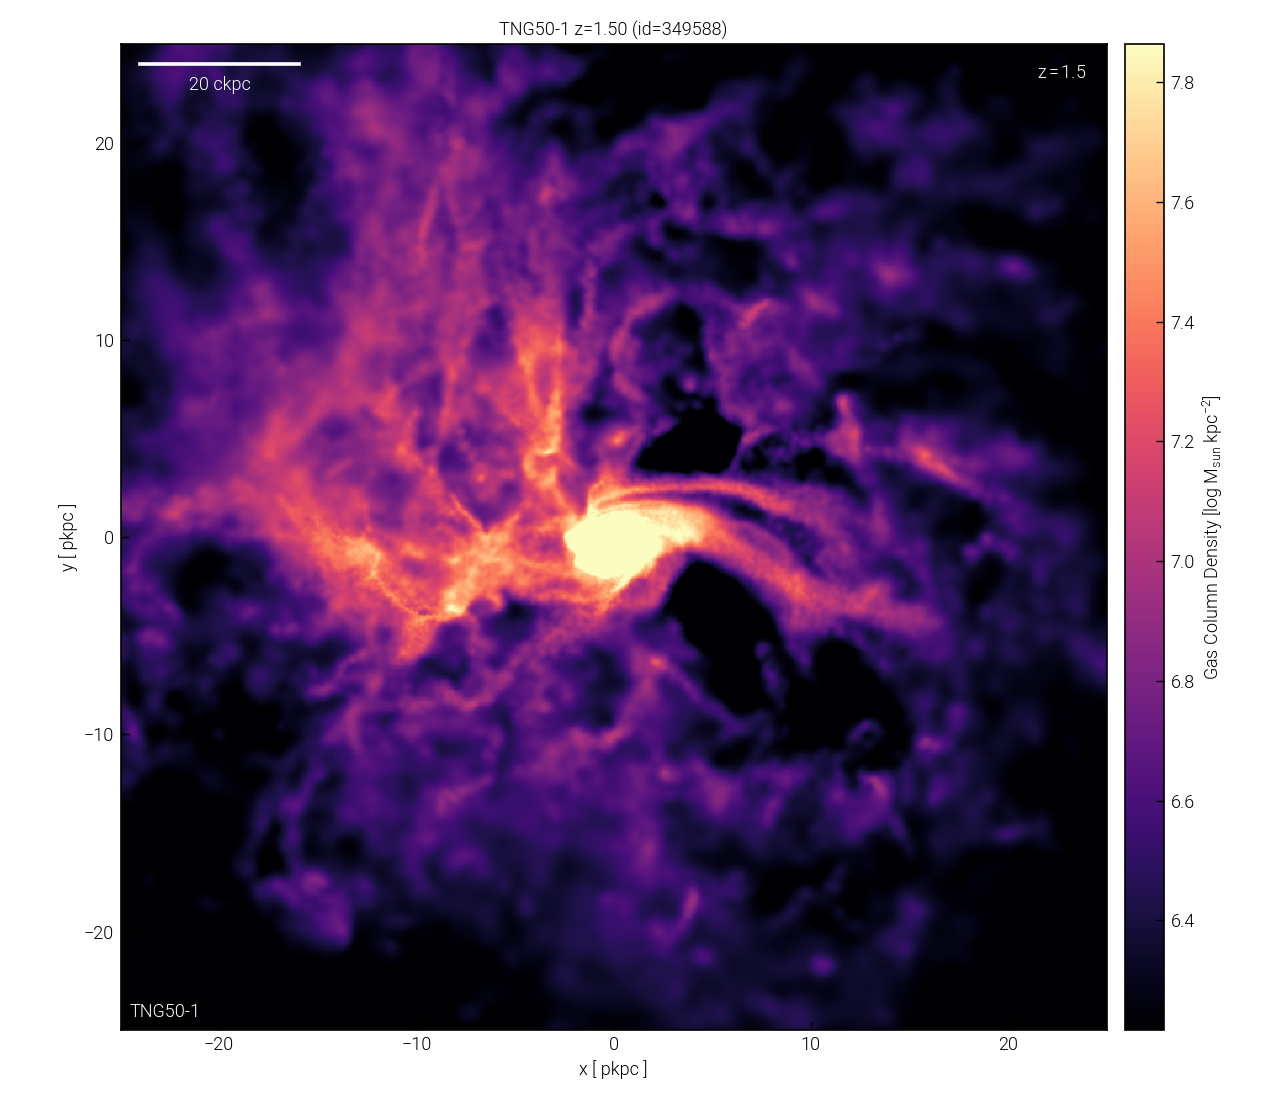 TNG50-1 z=1.50 (id=349588)
20 ckpc
z = 1.5
TNG50-1
20
10
0
−10
−20
y [ pkpc ]
−20
−10
0
10
20
x [ pkpc ]
7.8
7.6
7.4
7.2
7.0
6.8
6.6
6.4
Gas Column Density [log M_sun kpc⁻²]